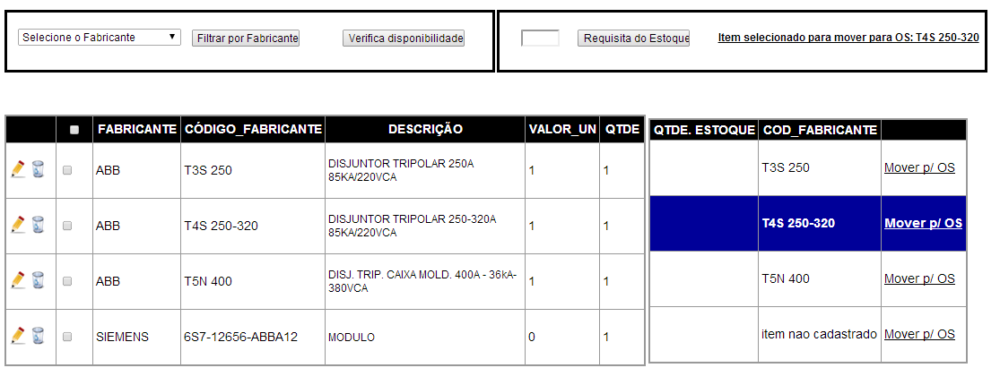 Selecione o Fabricante
Filtrar por Fabricante
Verifica disponibilidade
Requisita do Estoque
Item selecionado para mover para OS: T4S 250-320
FABRICANTE CÓDIGO_FABRICANTE DESCRIÇÃO VALOR_UN QTDE
ABB T3S 250 DISJUNTOR TRIPOLAR 250A
85KA/220VCA 1 1
ABB T4S 250-320 DISJUNTOR TRIPOLAR 250-320A
85KA/220VCA 1 1
ABB T5N 400 DISJ. TRIP. CAIXA MOLD. 400A - 36kA-
380VCA 1 1
SIEMENS 6S7-12656-ABBA12 MODULO 0 1
QTDE. ESTOQUE COD_FABRICANTE
T3S 250 Mover p/ OS
T4S 250-320 Mover p/ OS
T5N 400 Mover p/ OS
item nao cadastrado Mover p/ OS